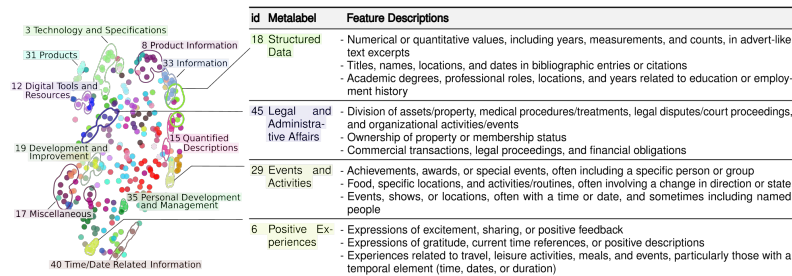 3 Technology and Specifications
8 Product Information
31 Products
33 Information
12 Digital Tools and
Resources
15 Quantified
Descriptions
19 Development and
Improvement
35 Personal Development
and Management
17 Miscellaneous
40 Time/Date Related Information
id Metalabel Feature Descriptions
18 Structured
Data
- Numerical or quantitative values, including years, measurements, and counts, in advert-like
text excerpts
- Titles, names, locations, and dates in bibliographic entries or citations
- Academic degrees, professional roles, locations, and years related to education or employ-
ment history
45 Legal and
Administra-
tive Affairs
- Division of assets/property, medical procedures/treatments, legal disputes/court proceedings,
and organizational activities/events
- Ownership of property or membership status
- Commercial transactions, legal proceedings, and financial obligations
29 Events and
Activities
- Achievements, awards, or special events, often including a specific person or group
- Food, specific locations, and activities/routines, often involving a change in direction or state
- Events, shows, or locations, often with a time or date, and sometimes including named
people
6 Positive Ex-
periences
- Expressions of excitement, sharing, or positive feedback
- Expressions of gratitude, current time references, or positive descriptions
- Experiences related to travel, leisure activities, meals, and events, particularly those with a
temporal element (time, dates, or duration)